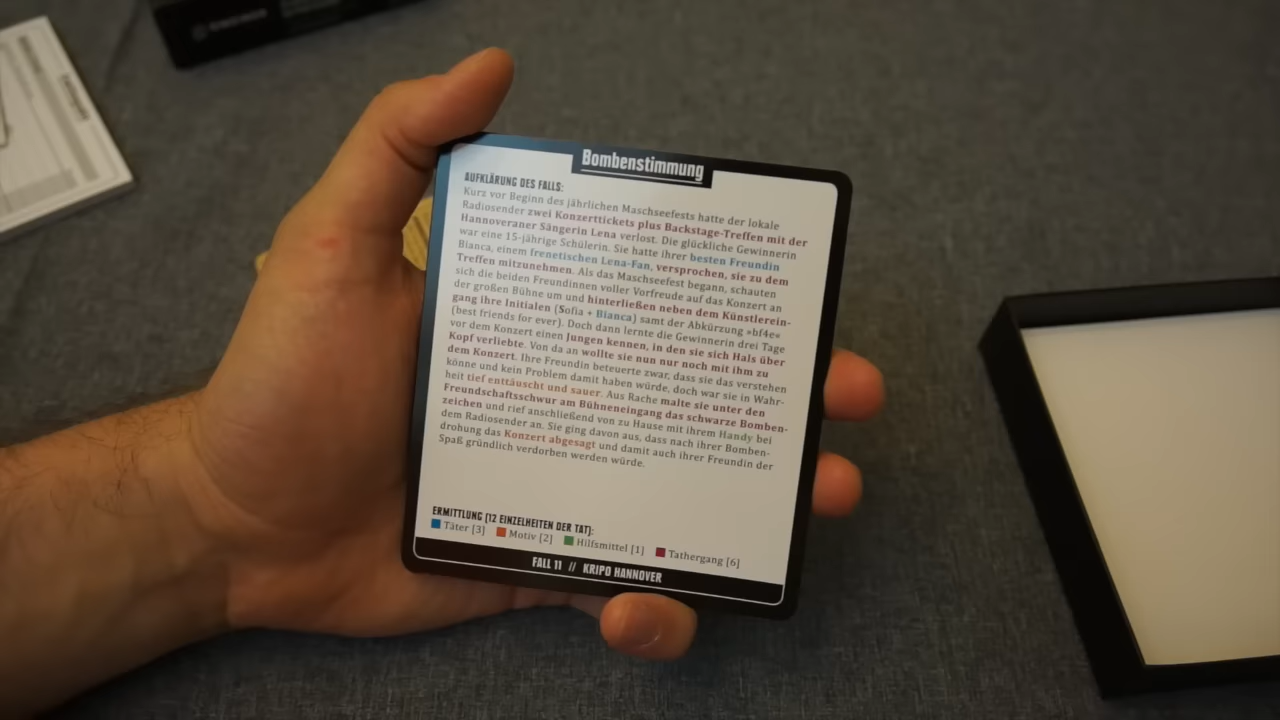 Bombenstimmung
AUFKLÄRUNG DES FALLS:
Kurz vor Beginn des jährlichen Maschseefests hatte der lokale
Radiosender zwei Konzerttickets plus Backstage-Treffen mit der
Hannoveraner Sängerin Lena verlost. Die glückliche Gewinnerin
war eine 15-jährige Schülerin. Sie hatte ihrer besten Freundin
Bianca, einem frenetischen Lena-Fan, versprochen, sie zu dem
Treffen mitzunehmen. Als das Maschseefest begann, schauten
sich die beiden Freundinnen voller Vorfreude auf das Konzert an
der großen Bühne um und hinterließen neben dem Künstlerein-
gang ihre Initialen (Sofia + Bianca) samt der Abkürzung »bf4e«
(best friends for ever). Doch dann lernte die Gewinnerin drei Tage
vor dem Konzert einen Jungen kennen, in den sie sich Hals über
Kopf verliebte. Von da an wollte sie nun nur noch mit ihm zu
dem Konzert. Ihre Freundin beteuerte zwar, dass sie das verstehen
könne und kein Problem damit haben würde, doch war sie in Wahr-
heit tief enttäuscht und sauer. Aus Rache malte sie unter den
Freundschaftsschwur am Bühneneingang das schwarze Bomben-
zeichen und rief anschließend von zu Hause mit ihrem Handy bei
dem Radiosender an. Sie ging davon aus, dass nach ihrer Bomben-
drohung das Konzert abgesagt und damit auch ihrer Freundin der
Spaß gründlich verdorben werden würde.
ERMITTLUNG (12 EINZELHEITEN DER TAT):
Täter [3] Motiv [2] Hilfsmittel [1] Tathergang [6]
FALL 11 // KRIPO HANNOVER